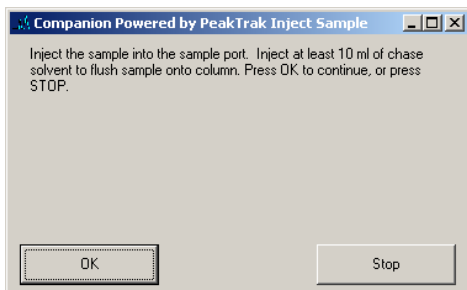 Companion Powered by PeakTrak Inject Sample
Inject the sample into the sample port.  Inject at least 10 ml of chase
solvent to flush sample onto column. Press OK to continue, or press
STOP.
OK
Stop